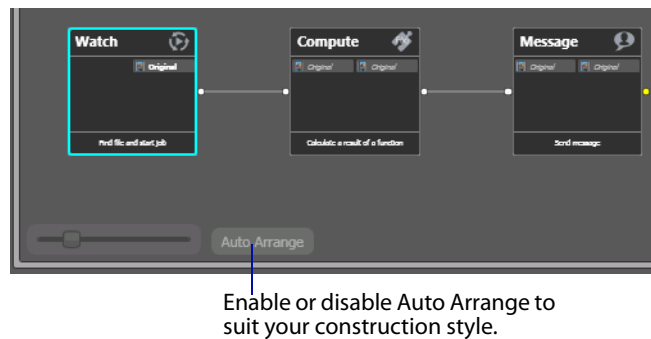 Watch Compute Message
Original Original Original Original Original
Find file and start job Calculate a result of a function Send message
Auto Arrange
Enable or disable Auto Arrange to
suit your construction style.